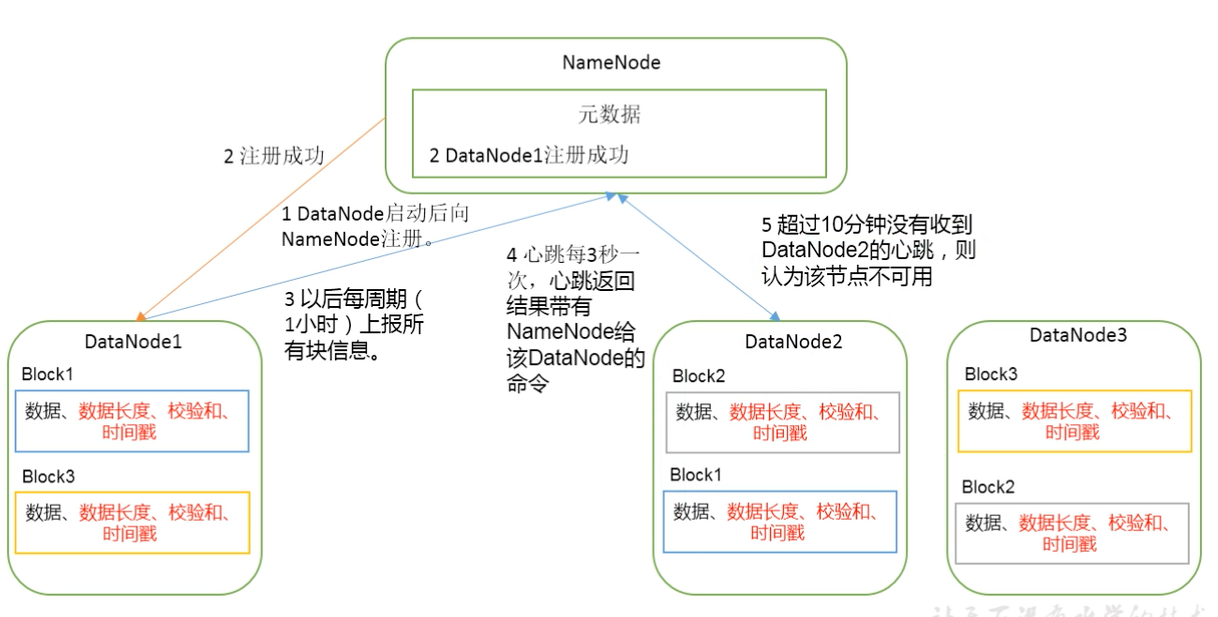 NameNode
元数据
2 DataNode1注册成功
2 注册成功
1 DataNode启动后向
NameNode注册。
3 以后每周期（
1小时）上报所
有块信息。
4 心跳每3秒一
次，心跳返回
结果带有
NameNode给
该DataNode的
命令
5 超过10分钟没有收到
DataNode2的心跳，则
认为该节点不可用
DataNode1
Block1
数据、数据长度、校验和、
时间戳
Block3
数据、数据长度、校验和、
时间戳
DataNode2
Block2
数据、数据长度、校验和、
时间戳
Block1
数据、数据长度、校验和、
时间戳
DataNode3
Block3
数据、数据长度、校验和、
时间戳
Block2
数据、数据长度、校验和、
时间戳